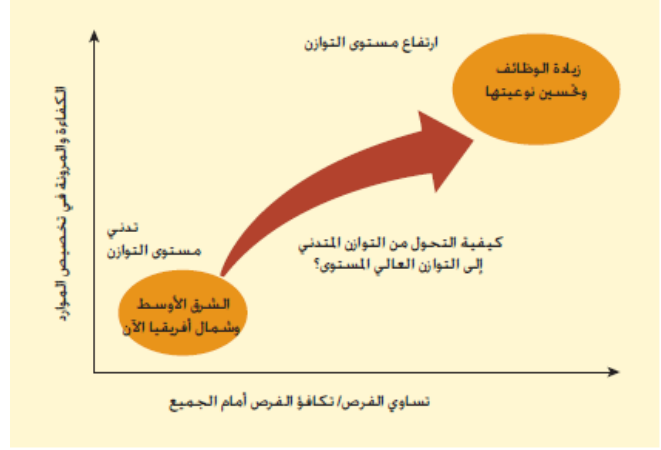 ارتفاع مستوى التوازن
زيادة الوظائف
وتحسين نوعيتها
الكفاءة والمرونة في تخصيص الموارد
تدني
مستوى التوازن
كيفية التحول من التوازن المتدني
إلى التوازن العالي المستوى؟
الشرق الأوسط
وشمال أفريقيا الآن
تساوي الفرص/ تكافؤ الفرص أمام الجميع